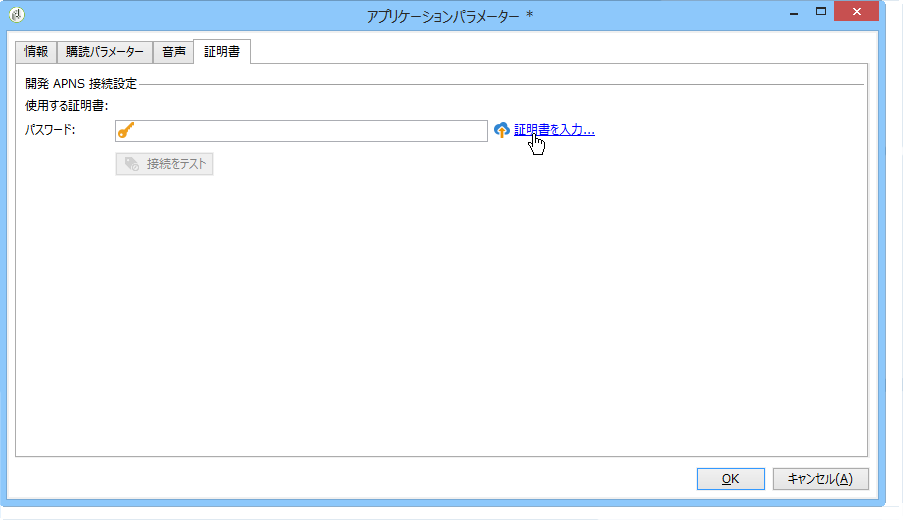 アプリケーションパラメーター *
情報 購読パラメーター 音声 証明書
開発 APNS 接続設定
使用する証明書:
パスワード: 証明書を入力...
接続をテスト
OK キャンセル(A)